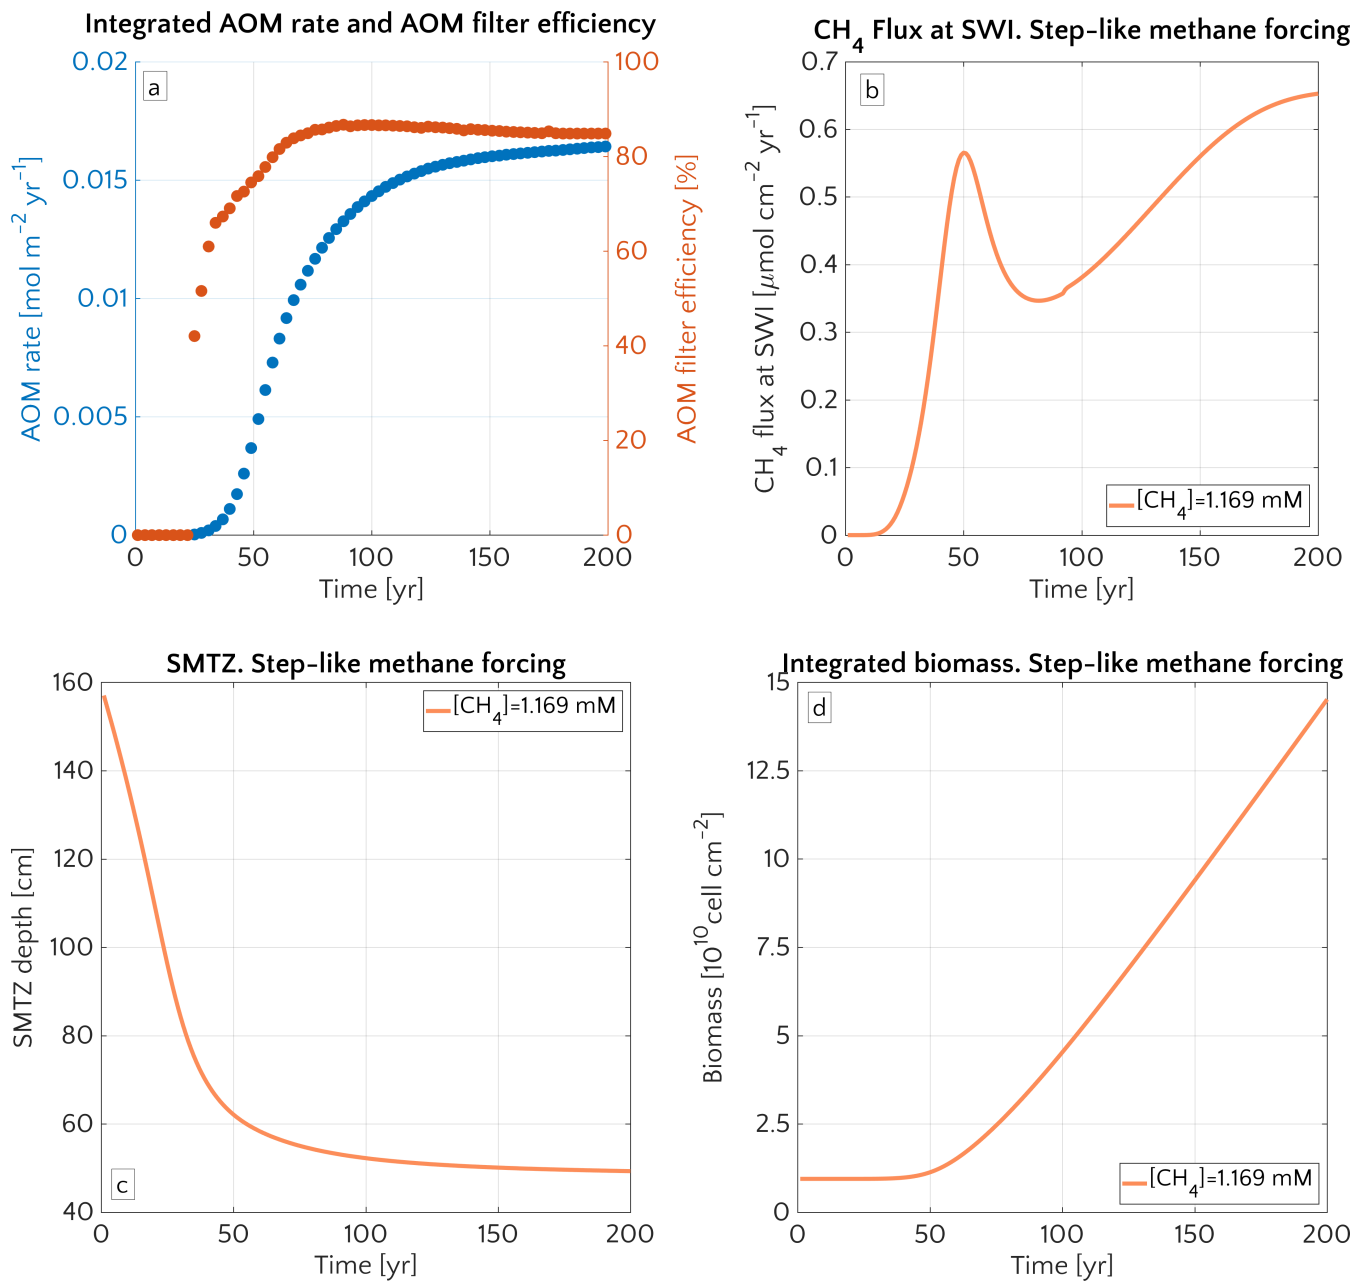 Integrated AOM rate and AOM filter efficiency
a
0.02
0.015
0.01
0.005
0
100
80
60
40
20
0
0 50 100 150 200
AOM rate [mol m⁻² yr⁻¹]
AOM filter efficiency [%]
Time [yr]
CH₄ Flux at SWI. Step-like methane forcing
b
0.7
0.6
0.5
0.4
0.3
0.2
0.1
0
0 50 100 150 200
CH₄ flux at SWI [μmol cm⁻² yr⁻¹]
Time [yr]
[CH₄]=1.169 mM
SMTZ. Step-like methane forcing
[CH₄]=1.169 mM
160
140
120
100
80
60
40
0 50 100 150 200
SMTZ depth [cm]
Time [yr]
c
Integrated biomass. Step-like methane forcing
d
15
12.5
10
7.5
5
2.5
0
0 50 100 150 200
Biomass [10¹⁰cell cm⁻²]
Time [yr]
[CH₄]=1.169 mM